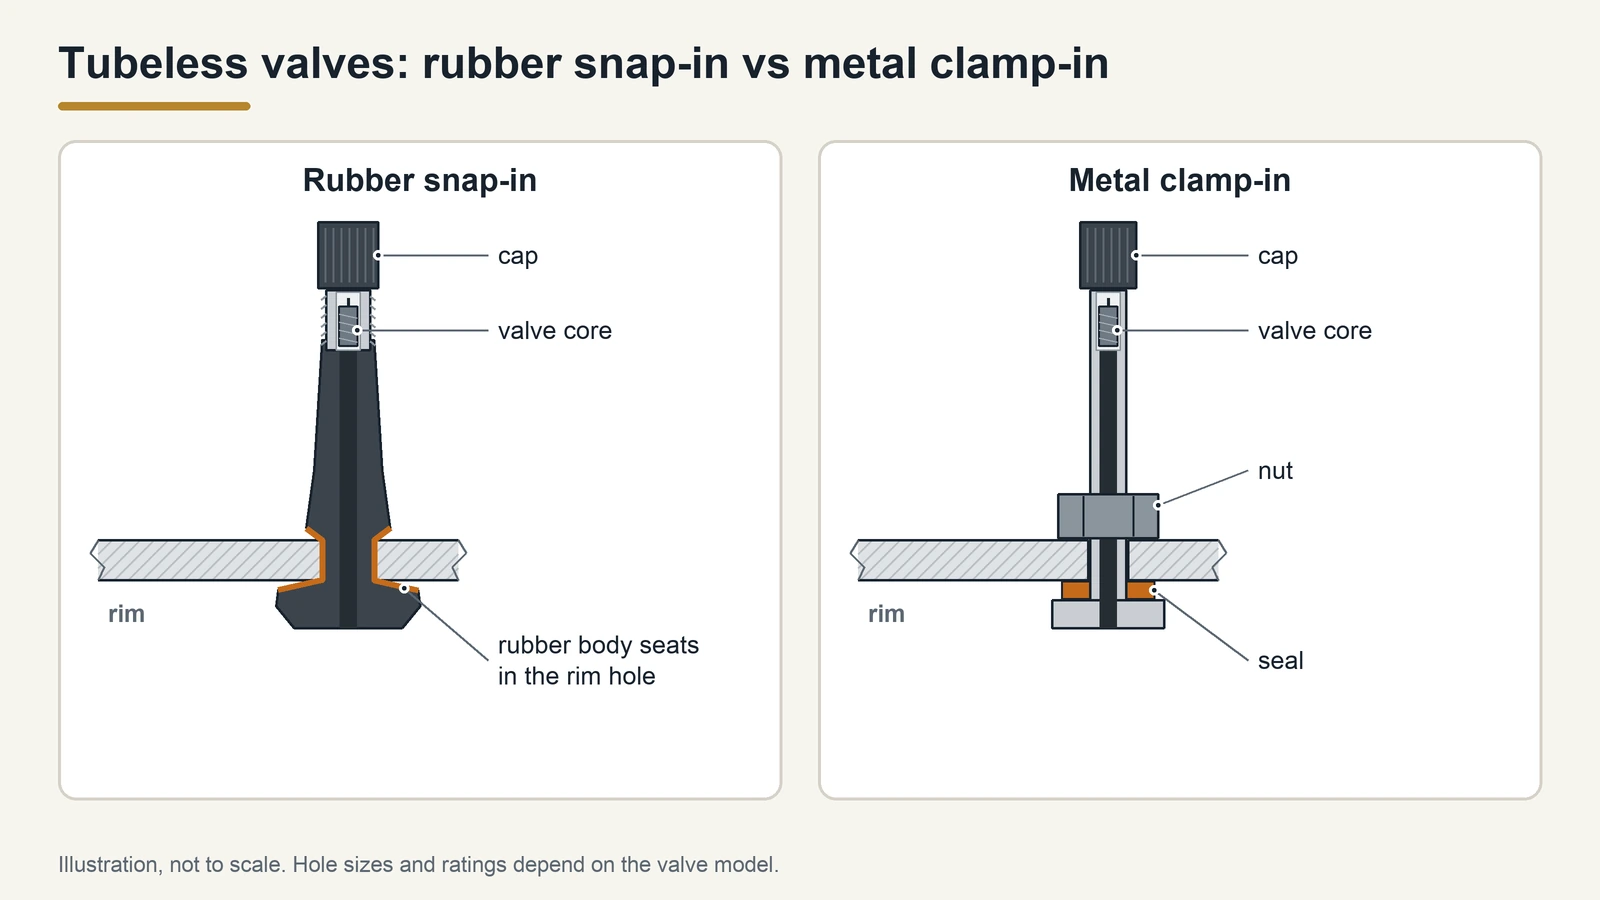 Tubeless valves: rubber snap-in vs metal clamp-in
Rubber snap-in
cap
valve core
rim
rubber body seats
in the rim hole
Metal clamp-in
cap
valve core
nut
rim
seal
Illustration, not to scale. Hole sizes and ratings depend on the valve model.